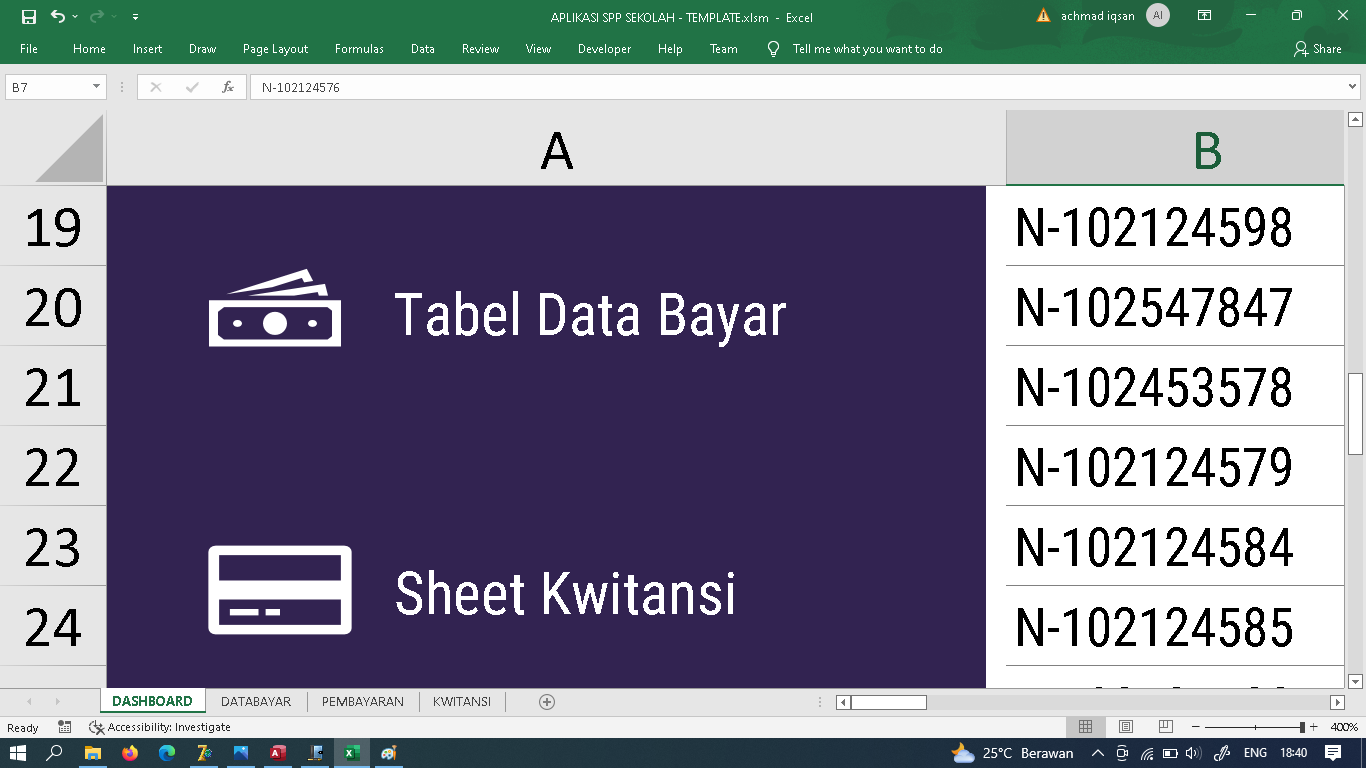 APLIKASI SPP SEKOLAH - TEMPLATE.xlsm - Excel
achmad iqsan
AI
File Home Insert Draw Page Layout Formulas Data Review View Developer Help Team Tell me what you want to do Share
B7 fx N-102124576
A B
19 N-102124598
20 Tabel Data Bayar N-102547847
21 N-102453578
22 N-102124579
23 N-102124584
24 Sheet Kwitansi N-102124585
DASHBOARD DATABAYAR PEMBAYARAN KWITANSI
Ready Accessibility: Investigate 400%
25°C Berawan ENG 18:40